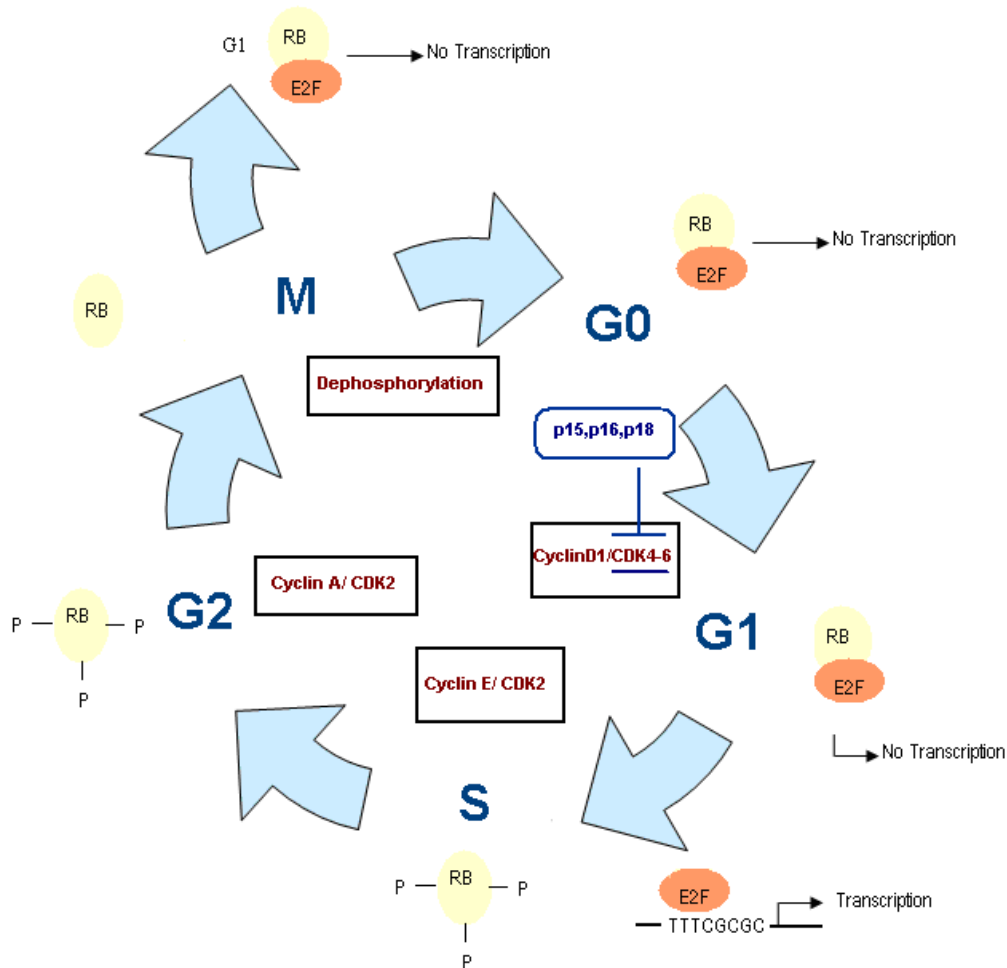 G1
RB
E2F
No Transcription
RB
E2F
No Transcription
M
G0
RB
Dephosphorylation
p15,p16,p18
CyclinD1/CDK4-6
Cyclin A/ CDK2
G2
P
RB
P
P
G1
RB
E2F
No Transcription
Cyclin E/ CDK2
S
P
RB
P
P
E2F
TTTCGCGC
Transcription